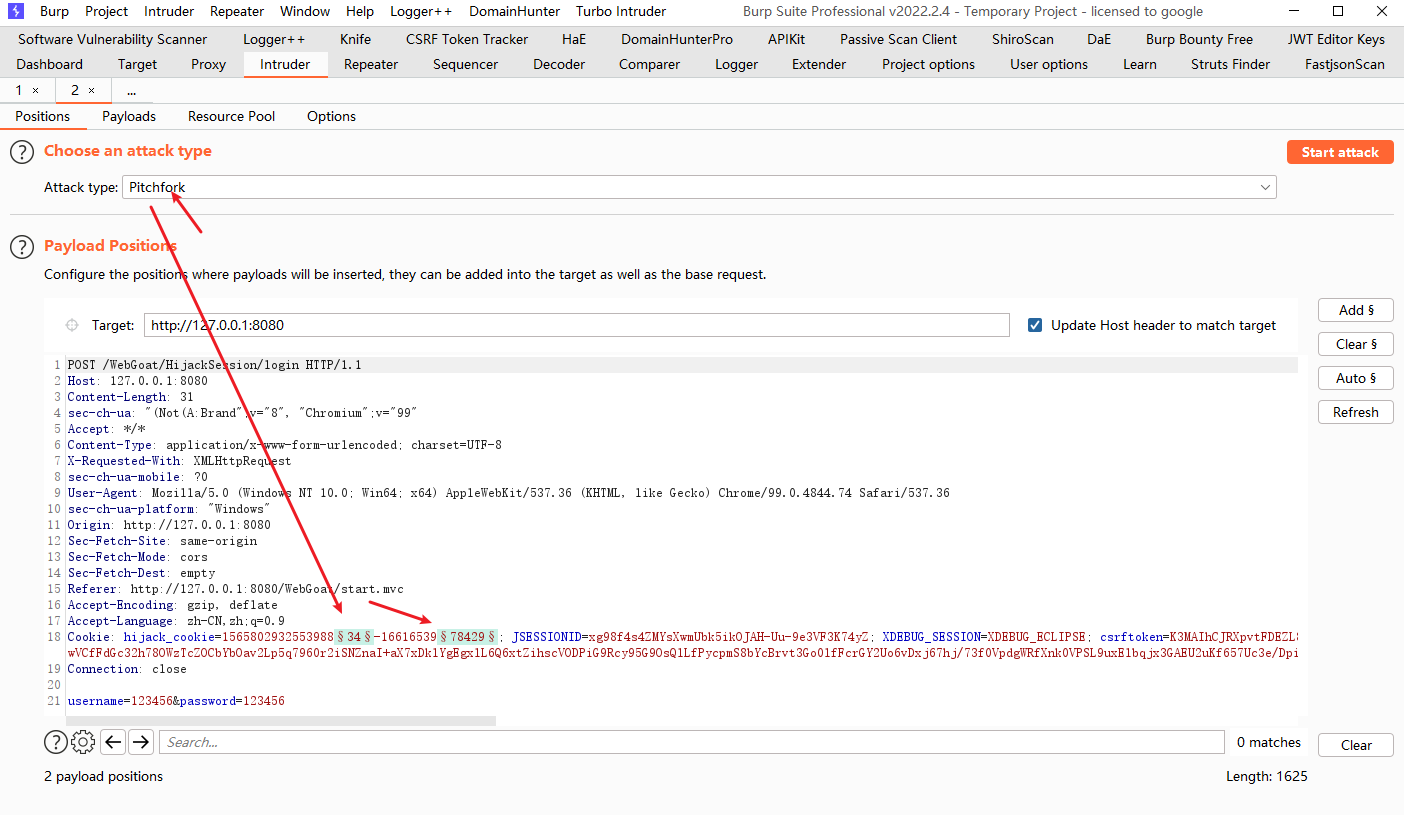 Burp Project Intruder Repeater Window Help Logger++ DomainHunter Turbo Intruder Burp Suite Professional v2022.2.4 - Temporary Project - licensed to google
Software Vulnerability Scanner Logger++ Knife CSRF Token Tracker HaE DomainHunterPro APIKit Passive Scan Client ShiroScan DaE Burp Bounty Free JWT Editor Keys
Dashboard Target Proxy Intruder Repeater Sequencer Decoder Comparer Logger Extender Project options User options Learn Struts Finder FastjsonScan
1 × 2 × ...
Positions Payloads Resource Pool Options
? Choose an attack type Start attack
Attack type: Pitchfork
? Payload Positions
Configure the positions where payloads will be inserted, they can be added into the target as well as the base request.
Target: http://127.0.0.1:8080 Update Host header to match target
Add §
Clear §
Auto §
Refresh
1 POST /WebGoat/HijackSession/login HTTP/1.1
2 Host: 127.0.0.1:8080
3 Content-Length: 31
4 sec-ch-ua: "(Not(A:Brand";v="8", "Chromium";v="99"
5 Accept: */*
6 Content-Type: application/x-www-form-urlencoded; charset=UTF-8
7 X-Requested-With: XMLHttpRequest
8 sec-ch-ua-mobile: ?0
9 User-Agent: Mozilla/5.0 (Windows NT 10.0; Win64; x64) AppleWebKit/537.36 (KHTML, like Gecko) Chrome/99.0.4844.74 Safari/537.36
10 sec-ch-ua-platform: "Windows"
11 Origin: http://127.0.0.1:8080
12 Sec-Fetch-Site: same-origin
13 Sec-Fetch-Mode: cors
14 Sec-Fetch-Dest: empty
15 Referer: http://127.0.0.1:8080/WebGoat/start.mvc
16 Accept-Encoding: gzip, deflate
17 Accept-Language: zh-CN,zh;q=0.9
18 Cookie: hijack_cookie=1565802932553988§34§-16616539§78429§; JSESSIONID=xg98f4s4ZMYsXwmUbk5ikOJAH-Uu-9e3VF3K74yZ; XDEBUG_SESSION=XDEBUG_ECLIPSE; csrftoken=
19 Connection: close
20
21 username=123456&password=123456
? Search... 0 matches Clear
2 payload positions Length: 1625